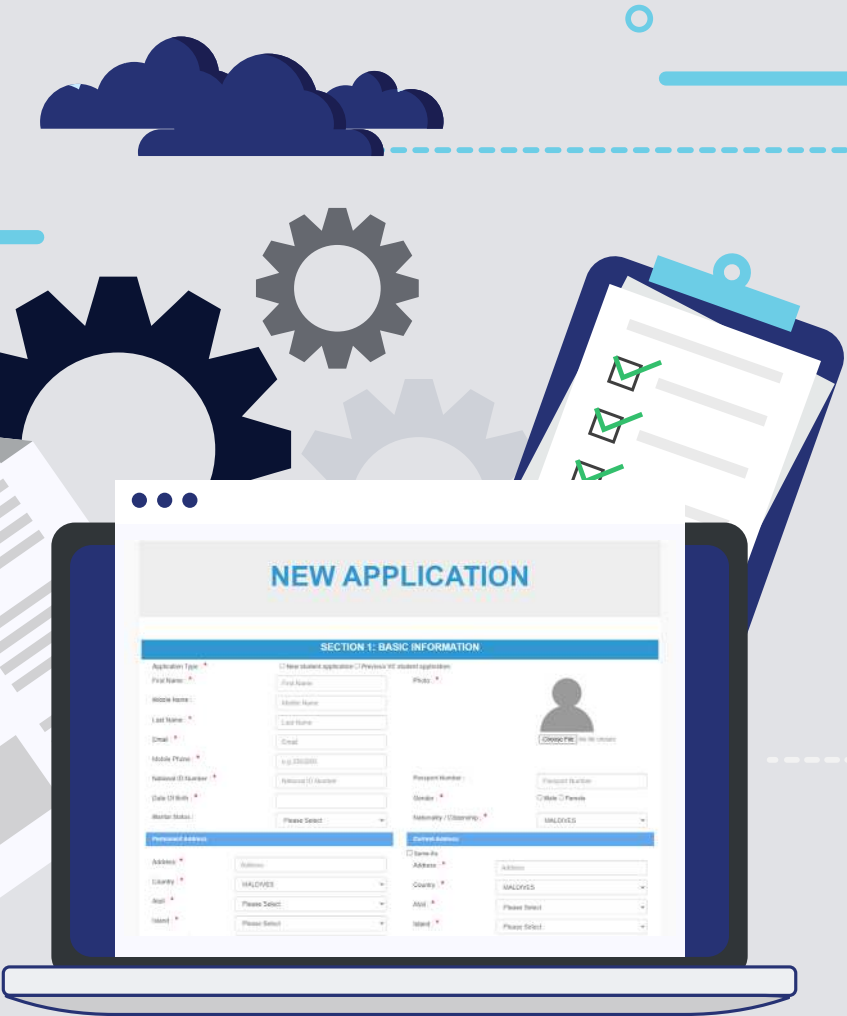 NEW APPLICATION
SECTION 1: BASIC INFORMATION
Application Type : * New student application Previous VC student application
First Name : * First Name Photo : *
Middle Name : Middle Name
Last Name : * Last Name
Email : * Email Choose File No file chosen
Mobile Phone : *
National ID Number : * National ID Number Passport Number : Passport Number
Date Of Birth : * Gender : * Male Female
Marital Status : Please Select Nationality / Citizenship : * MALDIVES
Permanent Address Current Address
Same As
Address: * Address Address : * Address
Country : * MALDIVES Country : * MALDIVES
Atoll : * Please Select Atoll : * Please Select
Island : * Please Select Island : * Please Select